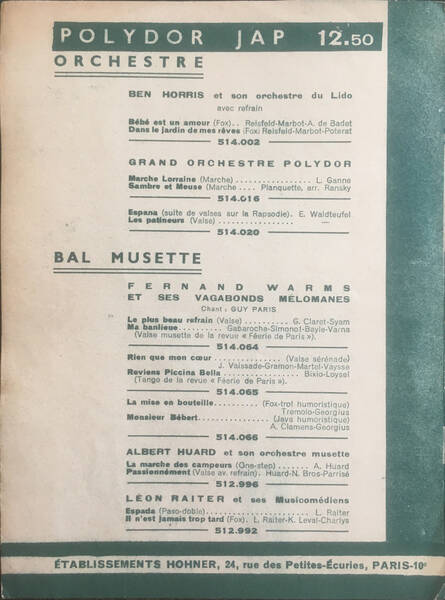 POLYDOR JAP 12.50
ORCHESTRE
BEN HORRIS et son orchestre du Lido
avec refrain
Bébé est un amour (Fox).. Reisfeld-Marbot-A. de Badet
Dans le jardin de mes rêves (Fox) Reisfeld-Marbot-Poterat
514.002
GRAND ORCHESTRE POLYDOR
Marche Lorraine (Marche) ................ L. Ganne
Sambre et Meuse (Marche .... Planquette, arr. Ransky
514.016
Espana (suite de valses sur la Rapsodie). E. Waldteufel
Les patineurs (Valse) ................
514.020
BAL MUSETTE
FERNAND WARMS
ET SES VAGABONDS MÉLOMANES
Chant : GUY PARIS
Le plus beau refrain (Valse) .......... G. Claret-Syam
Ma banlieue .......... Gabaroche-Simonot-Bayle-Varna
(Valse musette de la revue « Féerie de Paris »).
514.064
Rien que mon cœur .............. (Valse sérénade)
J. Vaissade-Gramon-Martel-Vaysse
Reviens Piccina Bella .............. Bixio-Loysel
(Tango de la revue « Féerie de Paris »).
514.065
La mise en bouteille .......... (Fox-trot humoristique)
Tremolo-Georgius
Monsieur Bébert .............. (Java humoristique)
A. Clamens-Georgius
514.066
ALBERT HUARD et son orchestre musette
La marche des campeurs (One-step) ....... A. Huard
Passionnément (Valse av. refrain). Huard-N. Bros-Parrisé
512.996
LÉON RAITER et ses Musicomédiens
Espada (Paso-doble) .............. L. Raiter
Il n'est jamais trop tard (Fox). L. Raiter-K. Leval-Charlys
512.992
ÉTABLISSEMENTS HOHNER, 24, rue des Petites-Écuries, PARIS-10e